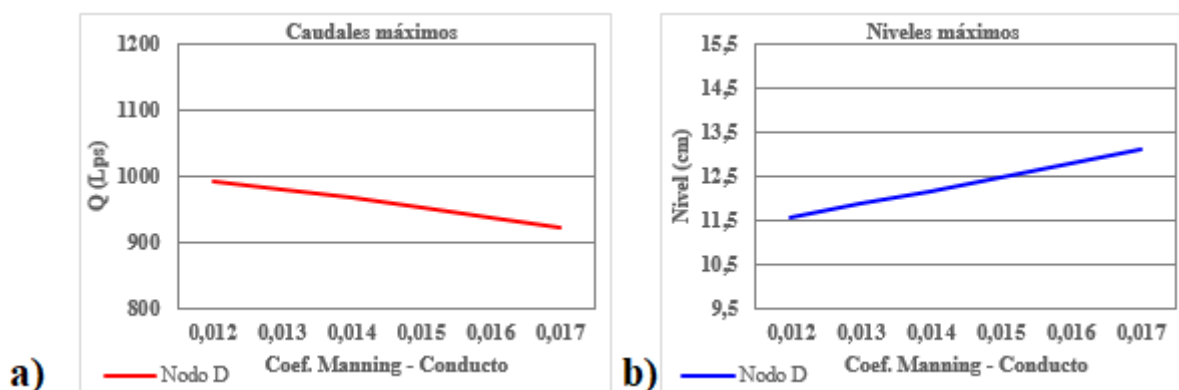 Caudales máximos
1200
1100
1000
900
800
Q (Lps)
0,012 0,013 0,014 0,015 0,016 0,017
Coef. Manning - Conducto
Nodo D
a)
Niveles máximos
15,5
14,5
13,5
12,5
11,5
10,5
9,5
Nivel (cm)
0,012 0,013 0,014 0,015 0,016 0,017
Coef. Manning - Conducto
Nodo D
b)